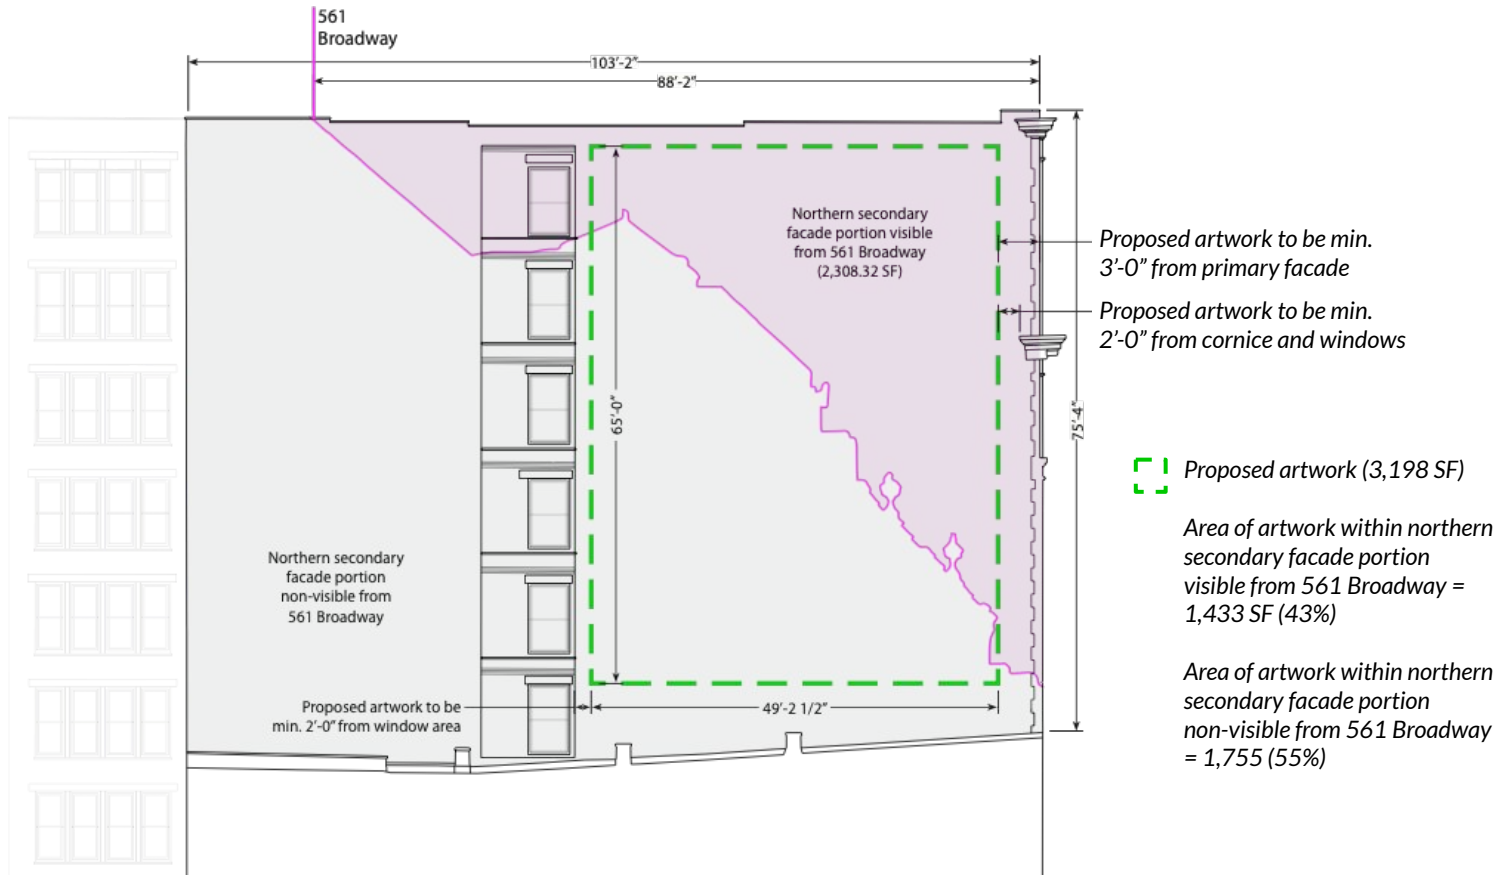 561
Broadway
103'-2"
88'-2"
Northern secondary
facade portion visible
from 561 Broadway
(2,308.32 SF)
Proposed artwork to be min.
3'-0" from primary facade
Proposed artwork to be min.
2'-0" from cornice and windows
65'-0"
75'-4"
Proposed artwork (3,198 SF)
Area of artwork within northern
secondary facade portion
visible from 561 Broadway =
1,433 SF (43%)
Area of artwork within northern
secondary facade portion
non-visible from 561 Broadway
= 1,755 (55%)
Northern secondary
facade portion
non-visible from
561 Broadway
Proposed artwork to be
min. 2'-0" from window area
49'-2 1/2"